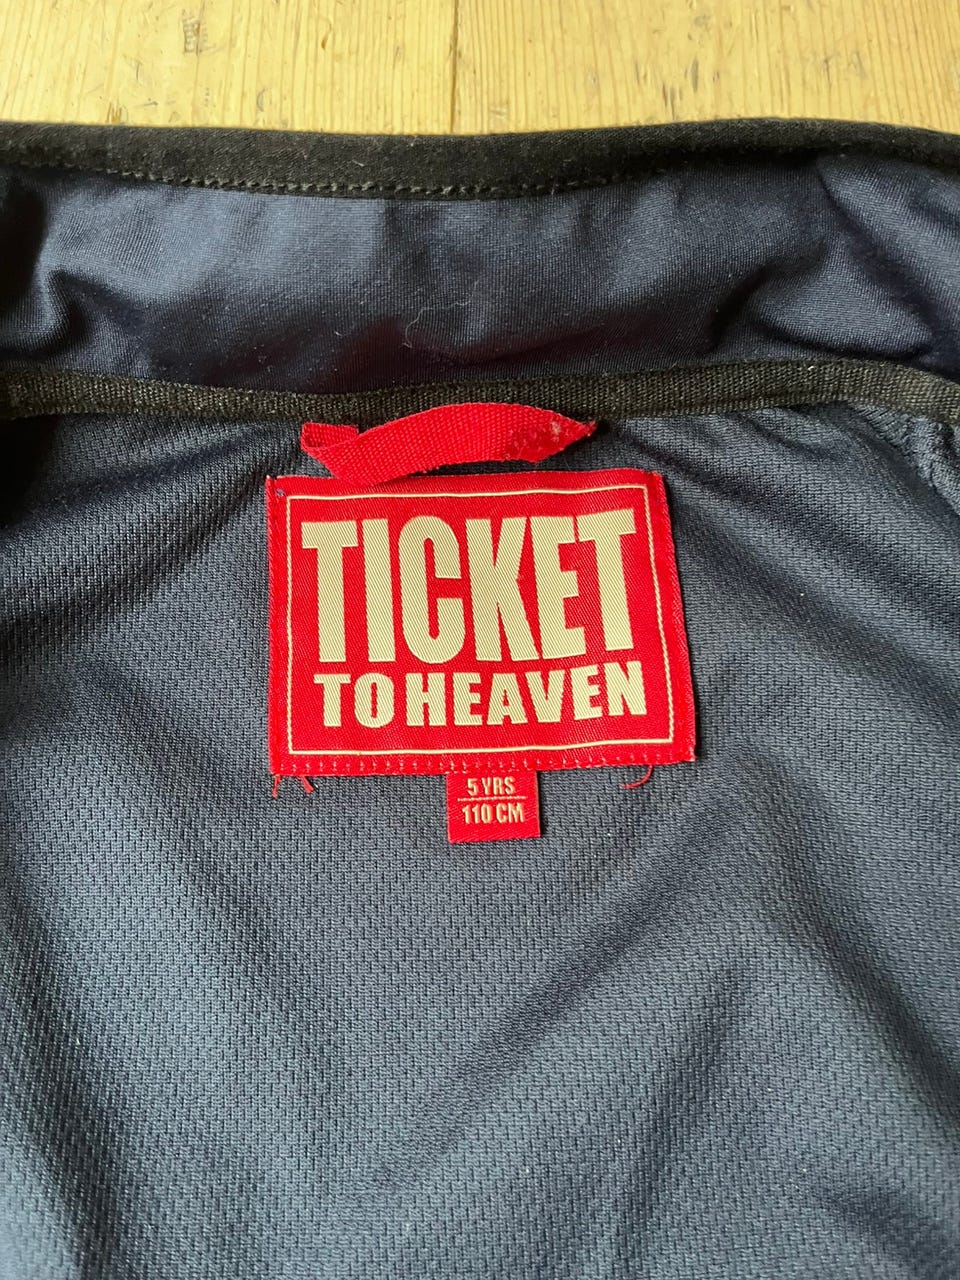 TICKET
TO HEAVEN
5 YRS
110 CM